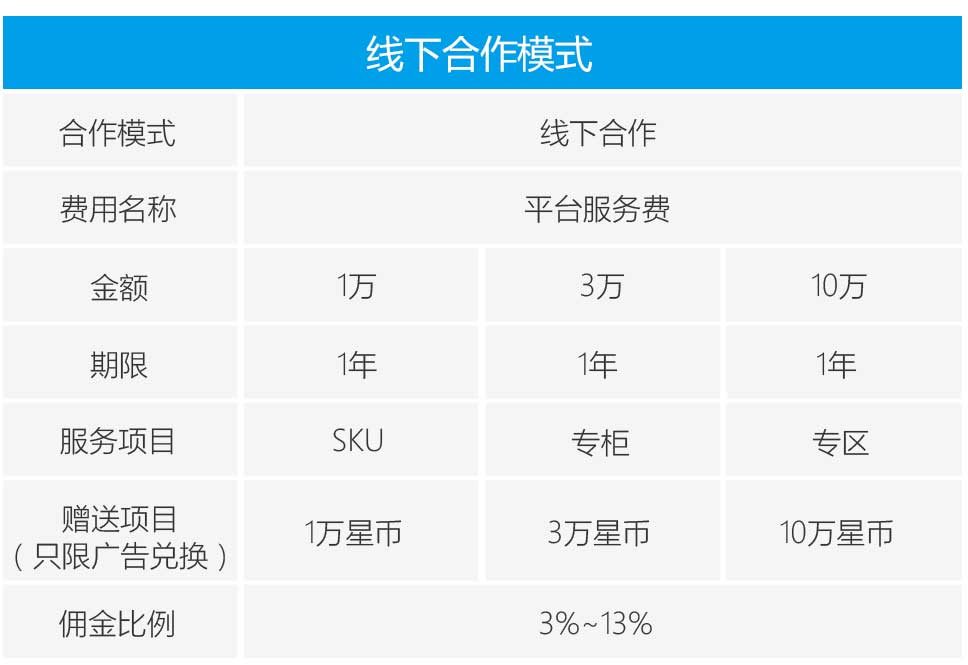 线下合作模式
合作模式 线下合作
费用名称 平台服务费
金额 1万 3万 10万
期限 1年 1年 1年
服务项目 SKU 专柜 专区
赠送项目
（只限广告兑换） 1万星币 3万星币 10万星币
佣金比例 3%~13%